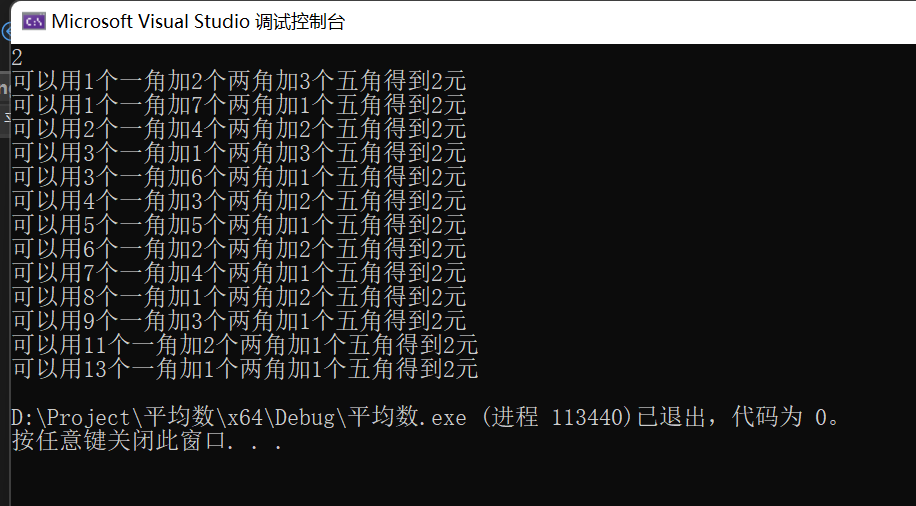 Microsoft Visual Studio 调试控制台
2
可以用1个一角加2个两角加3个五角得到2元
可以用1个一角加7个两角加1个五角得到2元
可以用2个一角加4个两角加2个五角得到2元
可以用3个一角加1个两角加3个五角得到2元
可以用3个一角加6个两角加1个五角得到2元
可以用4个一角加3个两角加2个五角得到2元
可以用5个一角加5个两角加1个五角得到2元
可以用6个一角加2个两角加2个五角得到2元
可以用7个一角加4个两角加1个五角得到2元
可以用8个一角加1个两角加2个五角得到2元
可以用9个一角加3个两角加1个五角得到2元
可以用11个一角加2个两角加1个五角得到2元
可以用13个一角加1个两角加1个五角得到2元
D:\Project\平均数\x64\Debug\平均数.exe (进程 113440)已退出，代码为 0。
按任意键关闭此窗口. . .